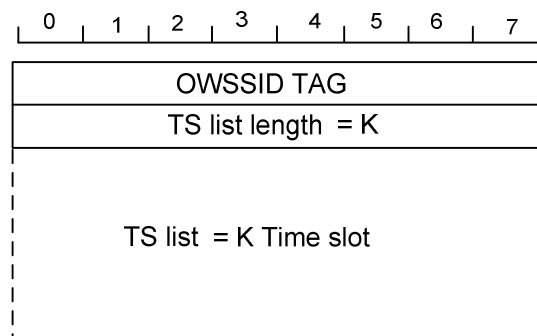 0 1 2 3 4 5 6 7
OWSSID TAG
TS list length = K
TS list = K Time slot